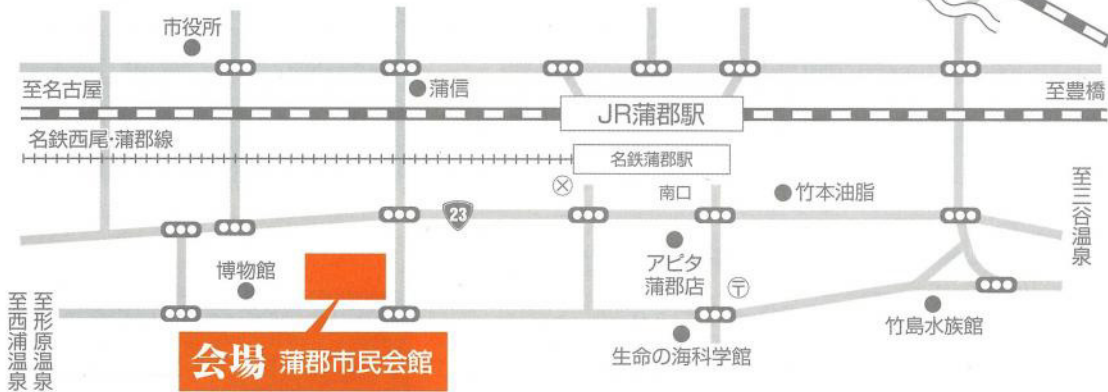 市役所
至名古屋
蒲信
JR蒲郡駅
至豊橋
名鉄西尾・蒲郡線
名鉄蒲郡駅
南口
竹本油脂
23
至三谷温泉
博物館
アピタ
蒲郡店
〒
至西浦温泉
至形原温泉
会場 蒲郡市民会館
生命の海科学館
竹島水族館